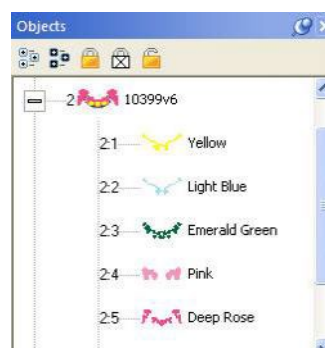 Objects
2 10399v6
2:1 Yellow
2:2 Light Blue
2:3 Emerald Green
2:4 Pink
2:5 Deep Rose